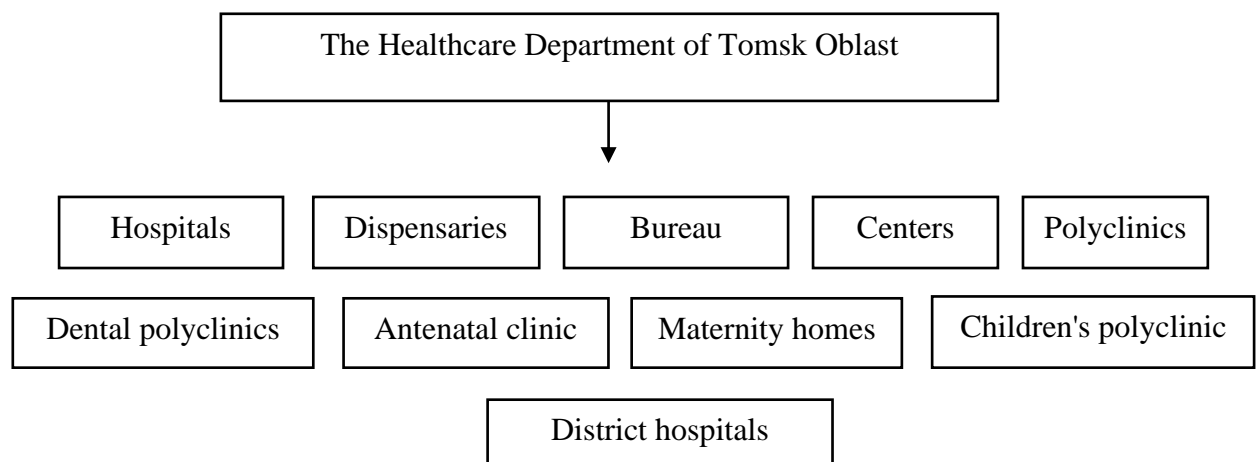 The Healthcare Department of Tomsk Oblast
Hospitals
Dispensaries
Bureau
Centers
Polyclinics
Dental polyclinics
Antenatal clinic
Maternity homes
Children's polyclinic
District hospitals